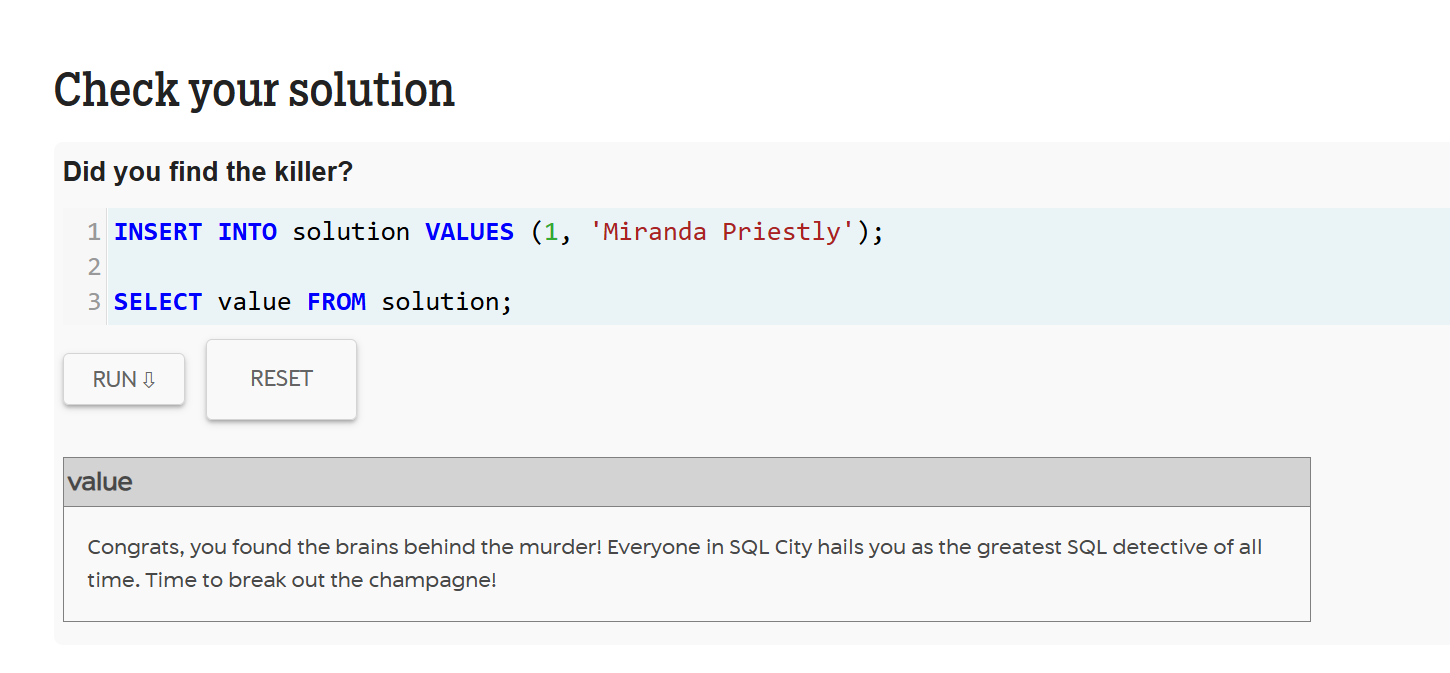 Check your solution
Did you find the killer?
1 INSERT INTO solution VALUES (1, 'Miranda Priestly');
2
3 SELECT value FROM solution;
RUN ⇩ RESET
value
Congrats, you found the brains behind the murder! Everyone in SQL City hails you as the greatest SQL detective of all
time. Time to break out the champagne!